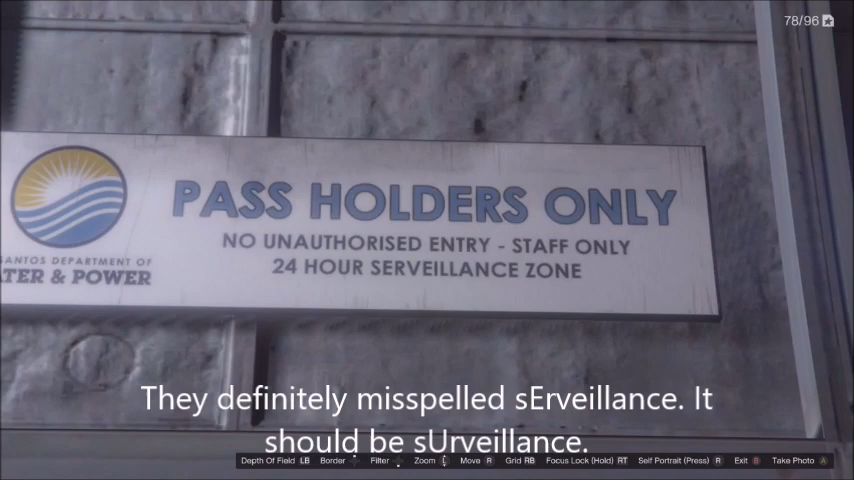 78/96
PASS HOLDERS ONLY
NO UNAUTHORISED ENTRY - STAFF ONLY
24 HOUR SERVEILLANCE ZONE
SANTOS DEPARTMENT OF
ATER & POWER
They definitely misspelled sErveillance. It
should be sUrveillance.
Depth Of Field LB Border Filter Zoom L Move R Grid RB Focus Lock (Hold) RT Self Portrait (Press) R Exit B Take Photo A